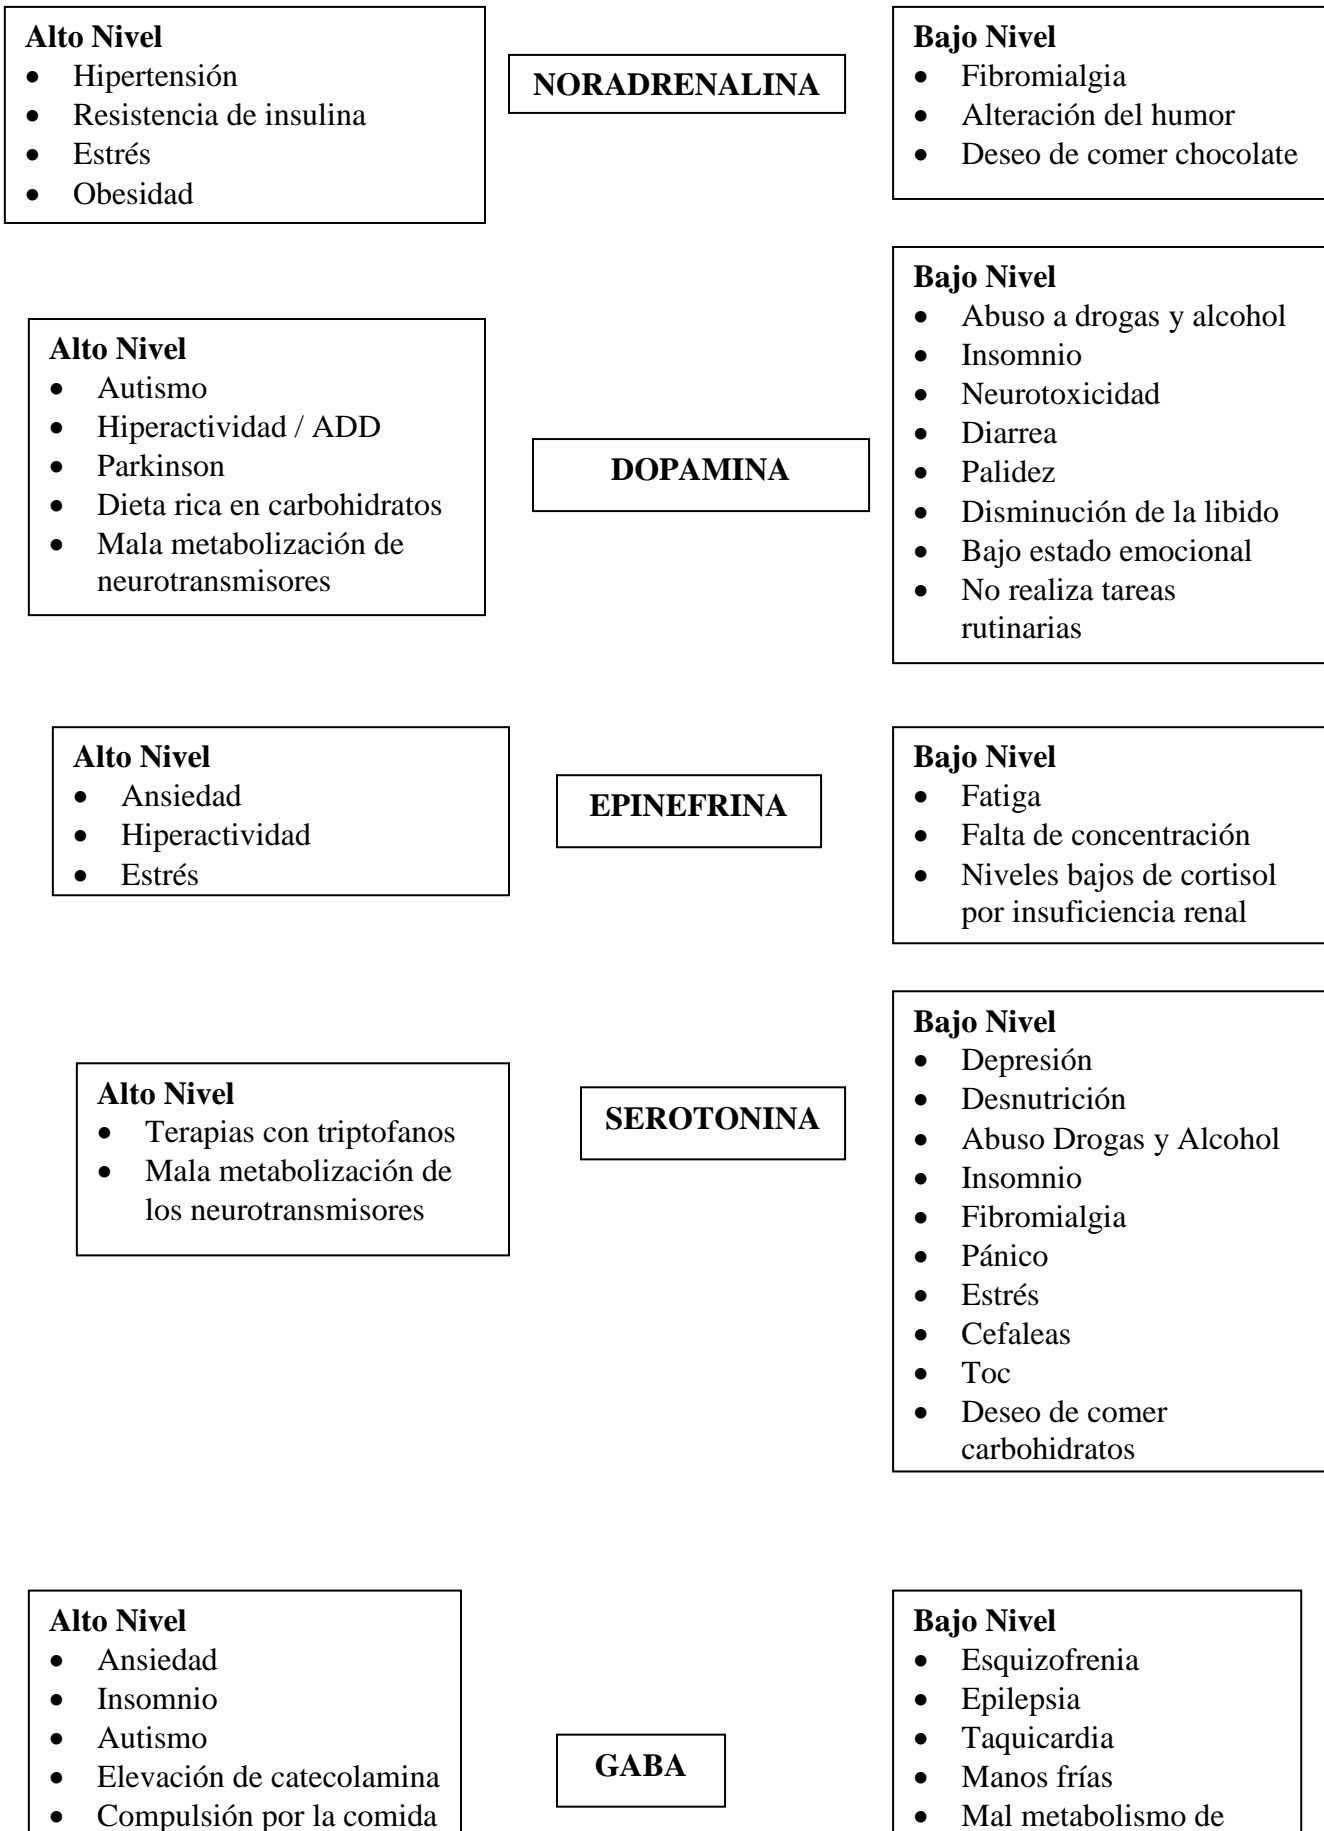 Alto Nivel
• Hipertensión
• Resistencia de insulina
• Estrés
• Obesidad
NORADRENALINA
Bajo Nivel
• Fibromialgia
• Alteración del humor
• Deseo de comer chocolate
Alto Nivel
• Autismo
• Hiperactividad / ADD
• Parkinson
• Dieta rica en carbohidratos
• Mala metabolización de
neurotransmisores
DOPAMINA
Bajo Nivel
• Abuso a drogas y alcohol
• Insomnio
• Neurotoxicidad
• Diarrea
• Palidez
• Disminución de la libido
• Bajo estado emocional
• No realiza tareas
rutinarias
Alto Nivel
• Ansiedad
• Hiperactividad
• Estrés
EPINEFRINA
Bajo Nivel
• Fatiga
• Falta de concentración
• Niveles bajos de cortisol
por insuficiencia renal
Alto Nivel
• Terapias con triptofanos
• Mala metabolización de
los neurotransmisores
SEROTONINA
Bajo Nivel
• Depresión
• Desnutrición
• Abuso Drogas y Alcohol
• Insomnio
• Fibromialgia
• Pánico
• Estrés
• Cefaleas
• Toc
• Deseo de comer
carbohidratos
Alto Nivel
• Ansiedad
• Insomnio
• Autismo
• Elevación de catecolamina
• Compulsión por la comida
GABA
Bajo Nivel
• Esquizofrenia
• Epilepsia
• Taquicardia
• Manos frías
• Mal metabolismo de